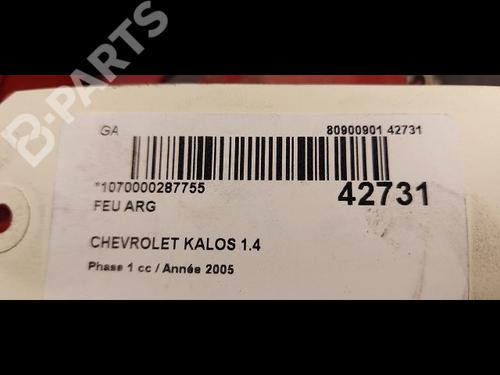 B-PARTS
GA
80900901 42731
*1070000287755
42731
FEU ARG
CHEVROLET KALOS 1.4
Phase 1 cc / Année 2005